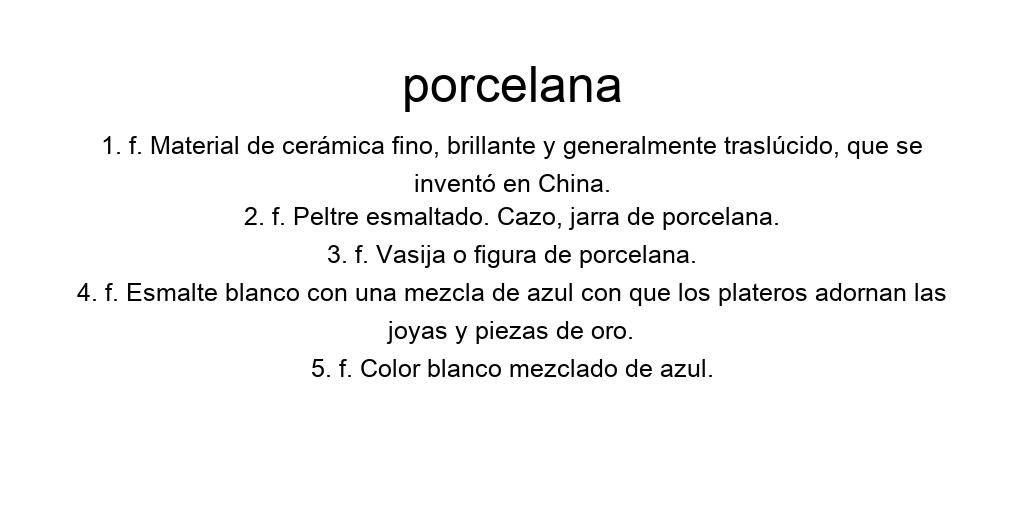 porcelana
1. f. Material de cerámica fino, brillante y generalmente traslúcido, que se
inventó en China.
2. f. Peltre esmaltado. Cazo, jarra de porcelana.
3. f. Vasija o figura de porcelana.
4. f. Esmalte blanco con una mezcla de azul con que los plateros adornan las
joyas y piezas de oro.
5. f. Color blanco mezclado de azul.